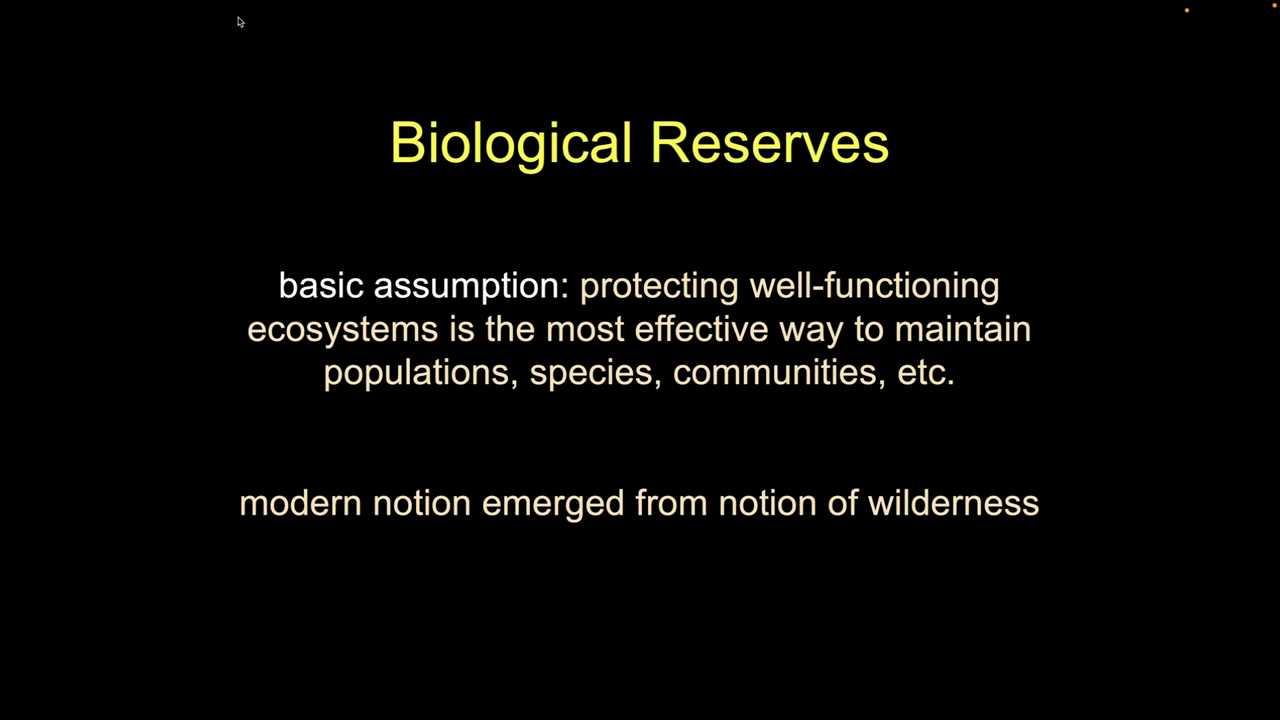 Biological Reserves
basic assumption: protecting well-functioning
ecosystems is the most effective way to maintain
populations, species, communities, etc.
modern notion emerged from notion of wilderness